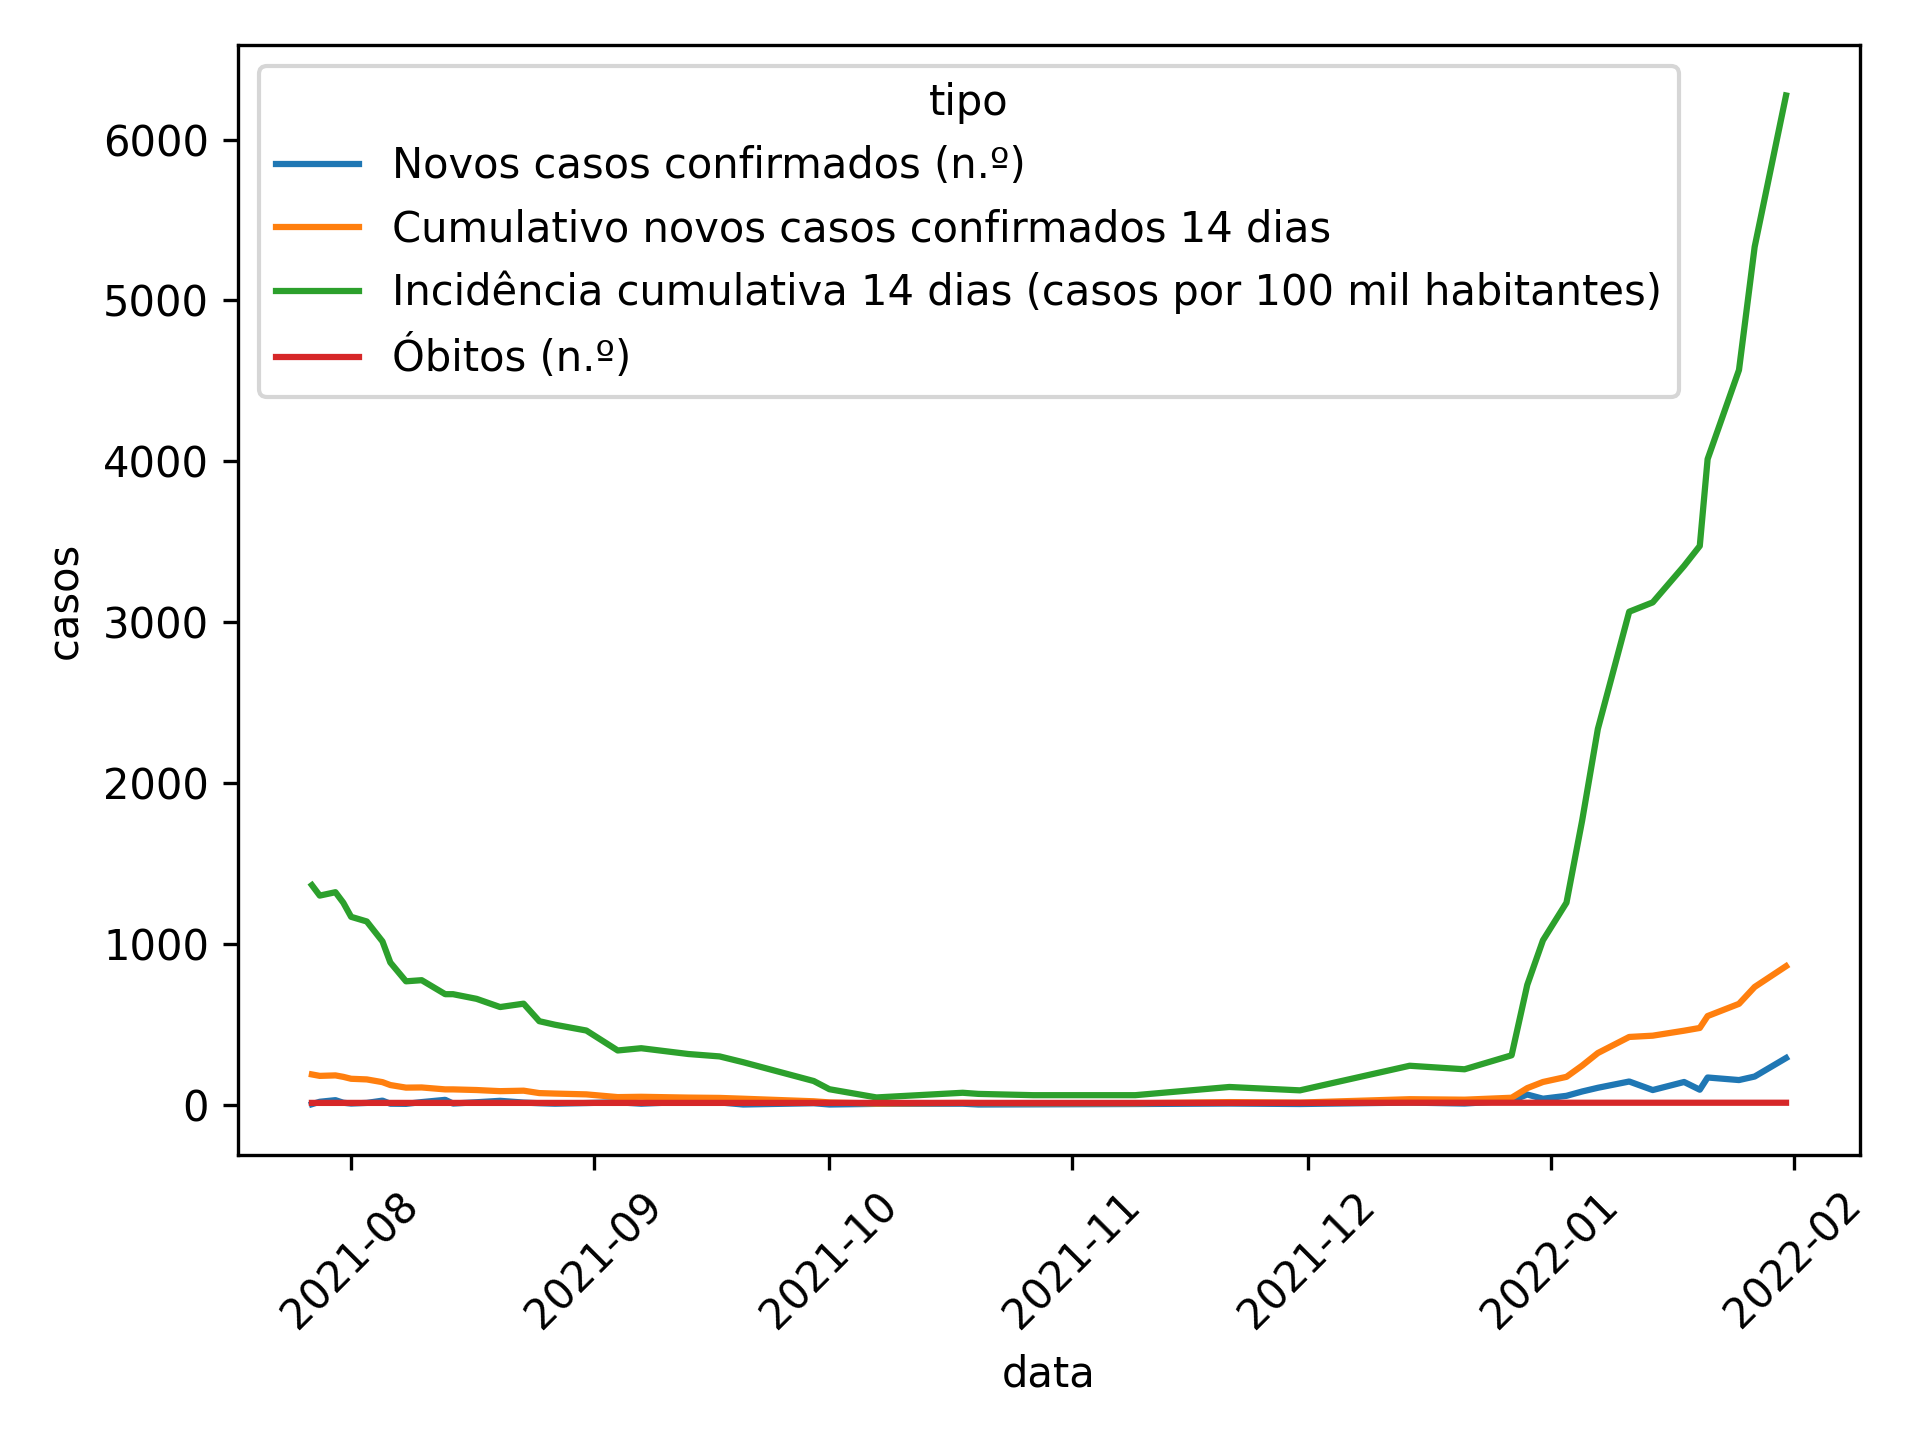 tipo
Novos casos confirmados (n.º)
Cumulativo novos casos confirmados 14 dias
Incidência cumulativa 14 dias (casos por 100 mil habitantes)
Óbitos (n.º)
6000
5000
4000
3000
2000
1000
0
casos
2021-08
2021-09
2021-10
2021-11
2021-12
2022-01
2022-02
data